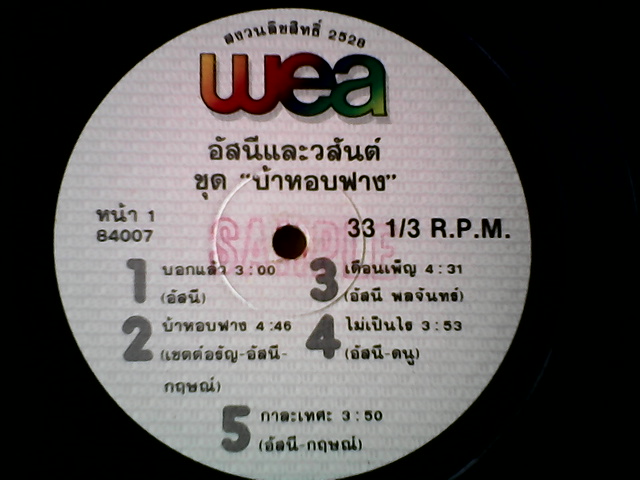 สงวนลิขสิทธิ์ 2528
wea
อัสนีและวสันต์
ชุด "บ้าหอบฟาง"
หน้า 1
84007
SAMPLE
33 1/3 R.P.M.
1 บอกแล้ว 3:00
(อัสนี)
2 บ้าหอบฟาง 4:46
(เขตต์อรัญ-อัสนี-
กฤษณ์)
3 เดือนเพ็ญ 4:31
(อัสนี พลจันทร์)
4 ไม่เป็นไร 3:53
(อัสนี-ดนู)
5 กาละเทศะ 3:50
(อัสนี-กฤษณ์)